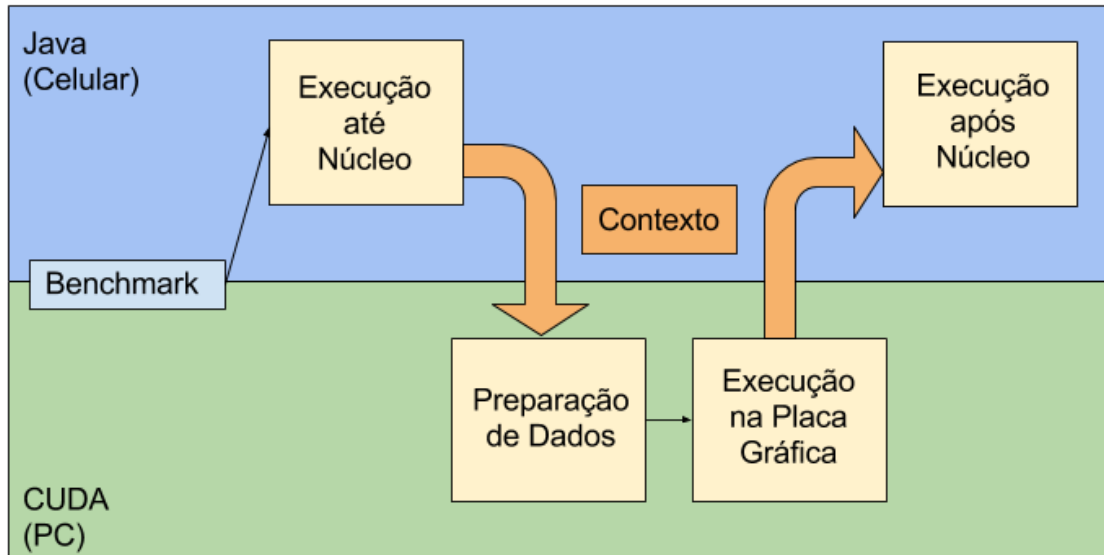 Java
(Celular)
Execução
até
Núcleo
Execução
após
Núcleo
Contexto
Benchmark
Preparação
de Dados
Execução
na Placa
Gráfica
CUDA
(PC)